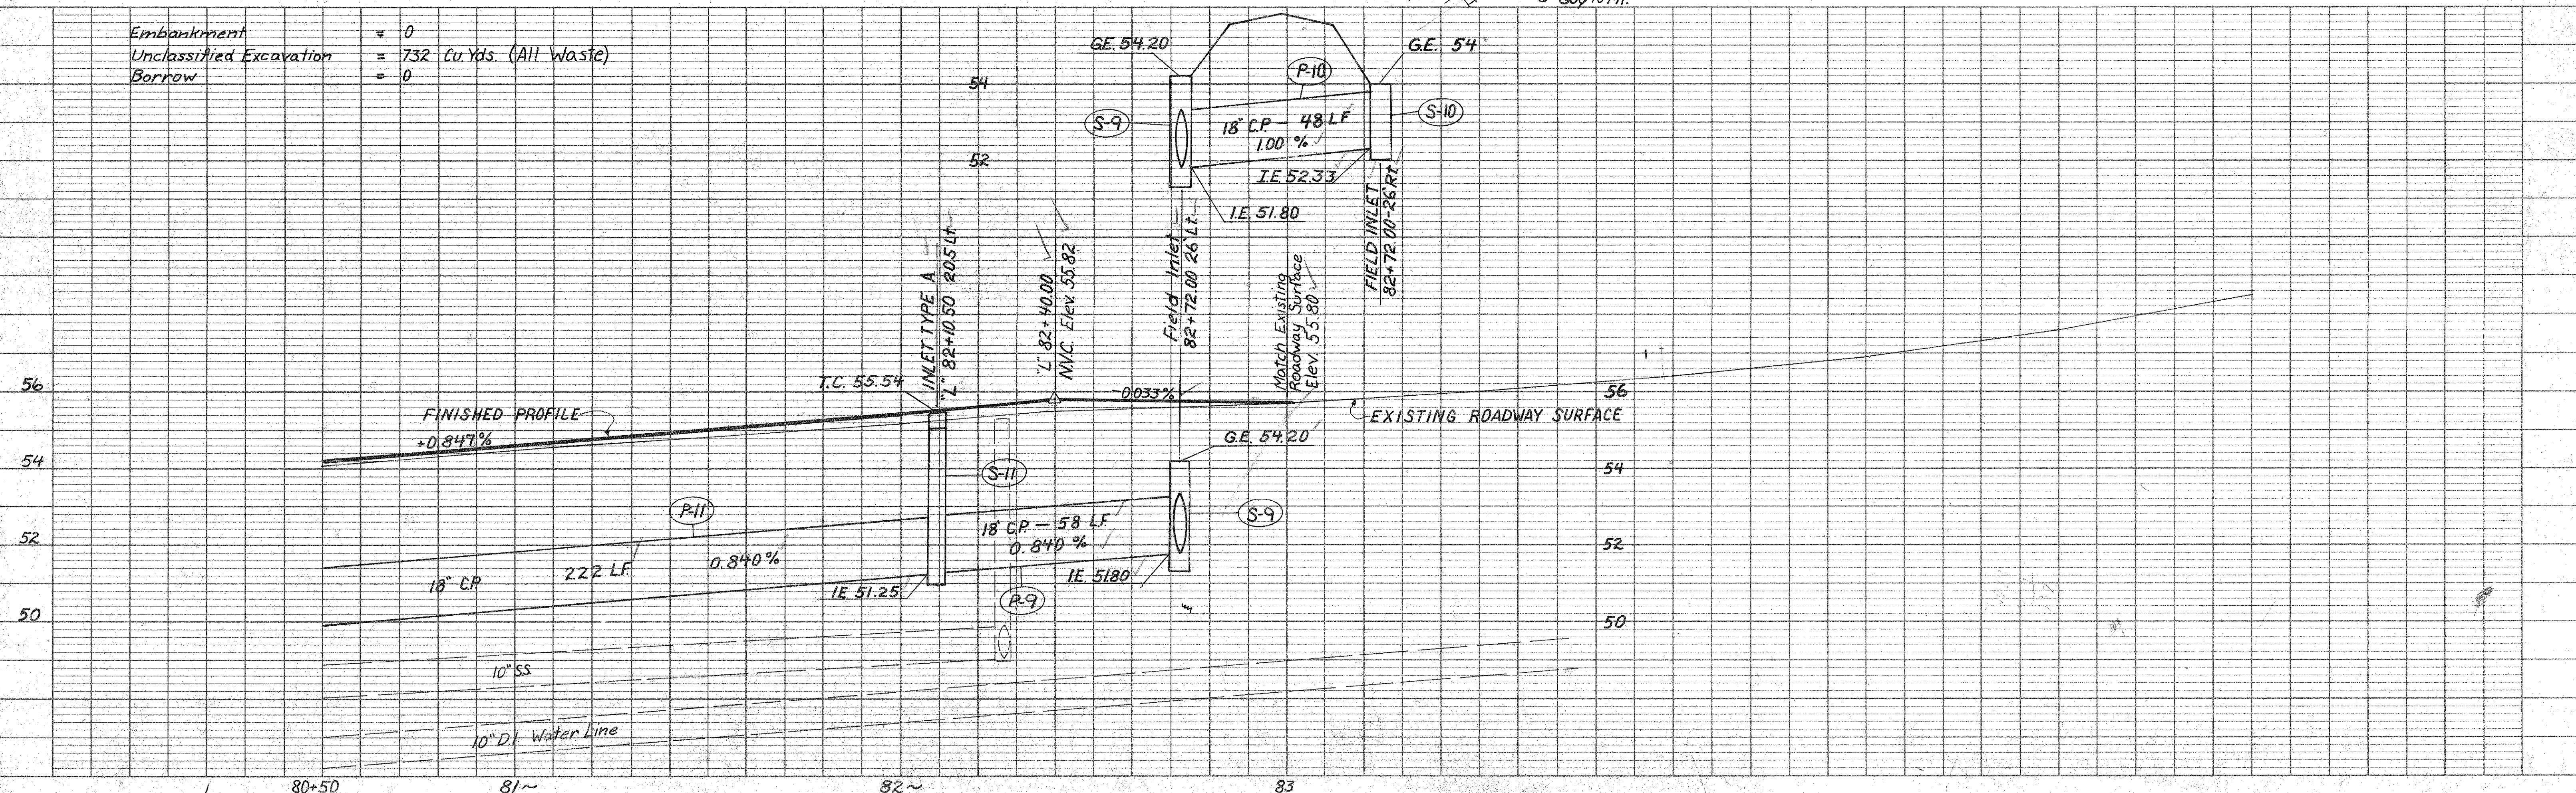 Guy to M.
Embankment = 0
Unclassified Excavation = 732 Cu. Yds. (All Waste)
Borrow = 0
G.E. 54.20
G.E. 54
P-10
54
S-9
18" C.P. - 48 LF
1.00 %
S-10
52
I.E. 52.33
I.E. 51.80
INLET TYPE A
"L" 82+10.50 20.5 Lt.
"L" 82+40.00
N.V.C. Elev. 55.82
Field Inlet
82+72.00 26' Lt.
Match Existing
Roadway Surface
Elev. 55.80
FIELD INLET
82+72.00-26' Rt.
T.C. 55.54
56
-0.033%
56
FINISHED PROFILE
EXISTING ROADWAY SURFACE
+0.847%
G.E. 54.20
54
S-11
54
P-11
S-9
18" C.P. - 58 L.F.
0.840 %
52
52
18" C.P.
222 LF.
0.840 %
I.E. 51.80
IE 51.25
P-9
50
50
10" S.S.
10" D.I. Water Line
80+50
81~
82~
83